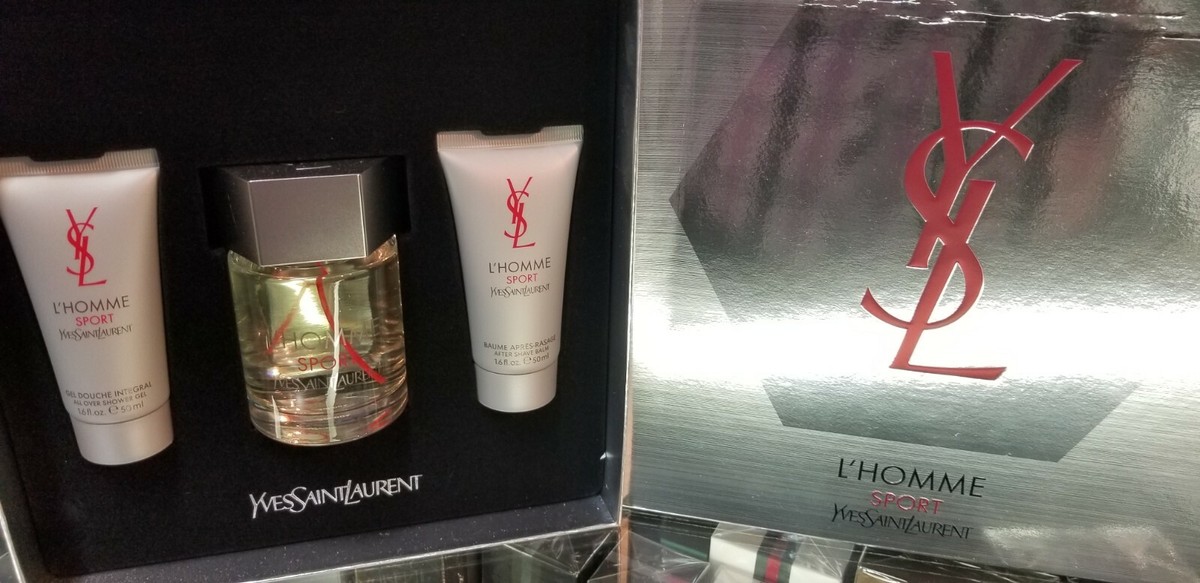 YSL
L'HOMME
SPORT
YVESSAINTLAURENT
GEL DOUCHE INTEGRAL
ALL OVER SHOWER GEL
1.6 fl. oz. ℮ 50 ml
L'HOMME
SPORT
YVESSAINTLAURENT
YSL
L'HOMME
SPORT
YVESSAINTLAURENT
BAUME APRÈS-RASAGE
AFTER SHAVE BALM
1.6 fl. oz. ℮ 50 ml
YVESSAINTLAURENT
YSL
L'HOMME
SPORT
YVESSAINTLAURENT